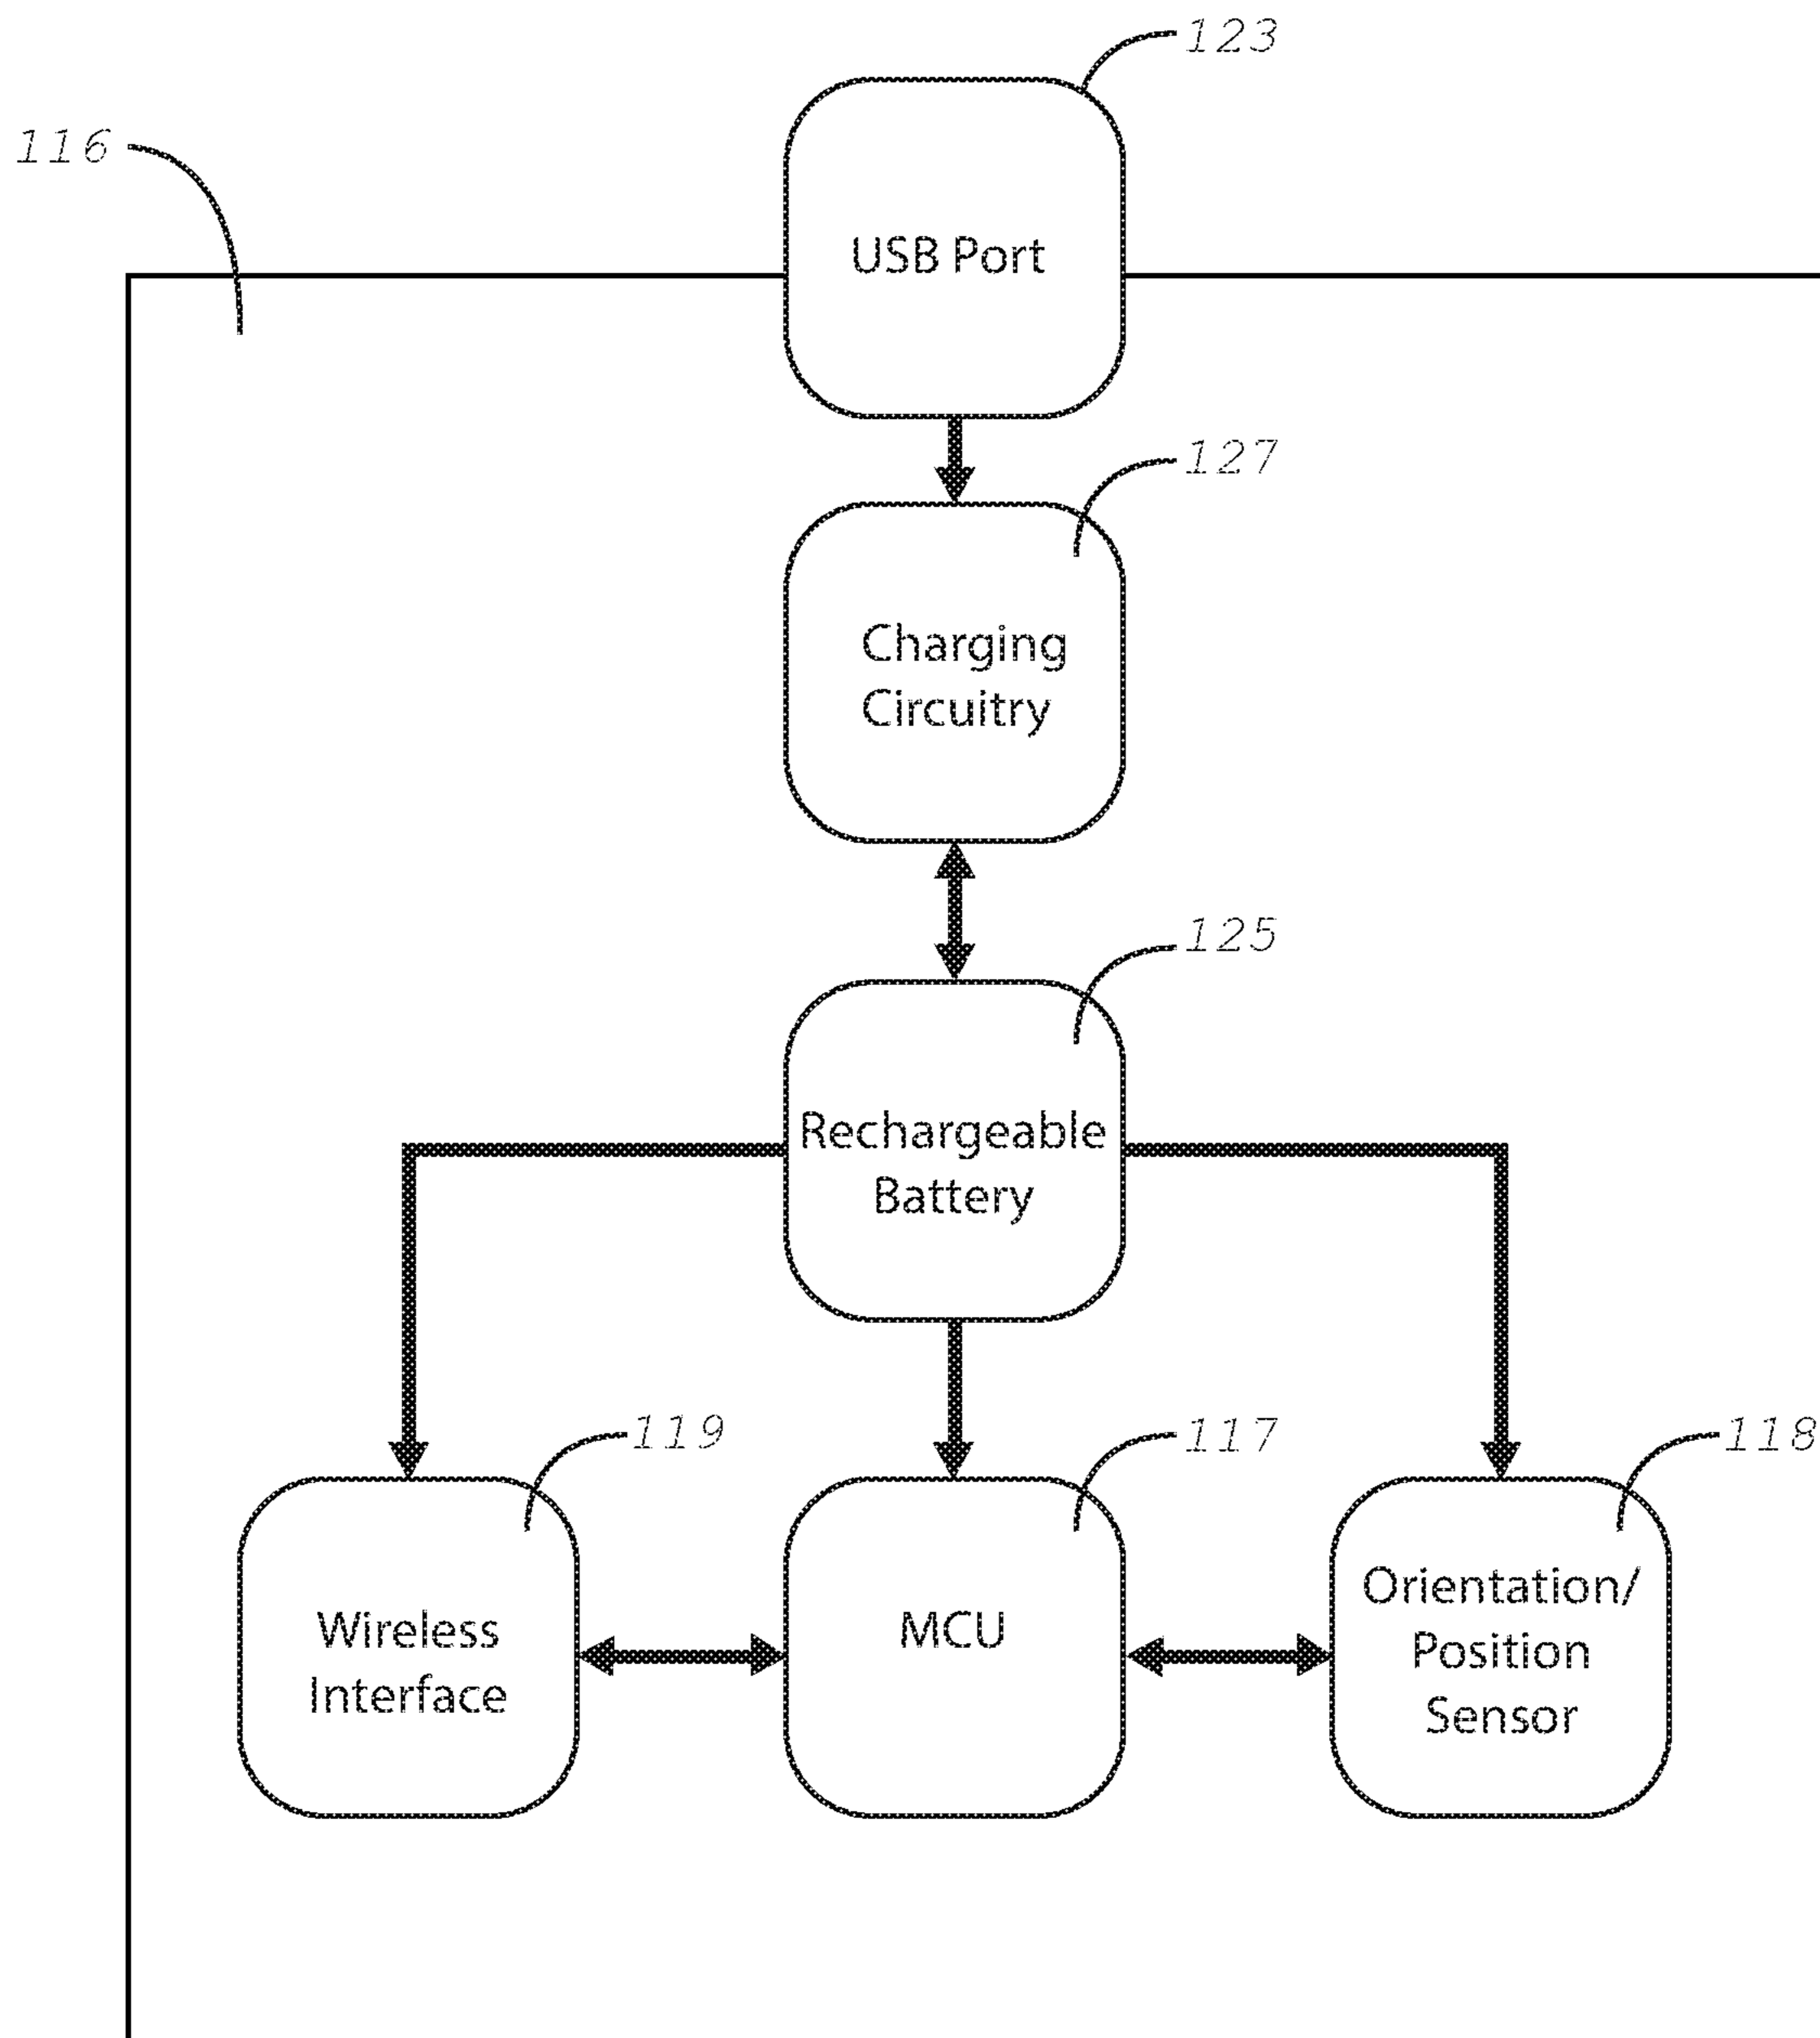 123
116
USB Port
127
Charging
Circuitry
125
Rechargeable
Battery
119
117
118
Wireless
Interface
MCU
Orientation/
Position
Sensor